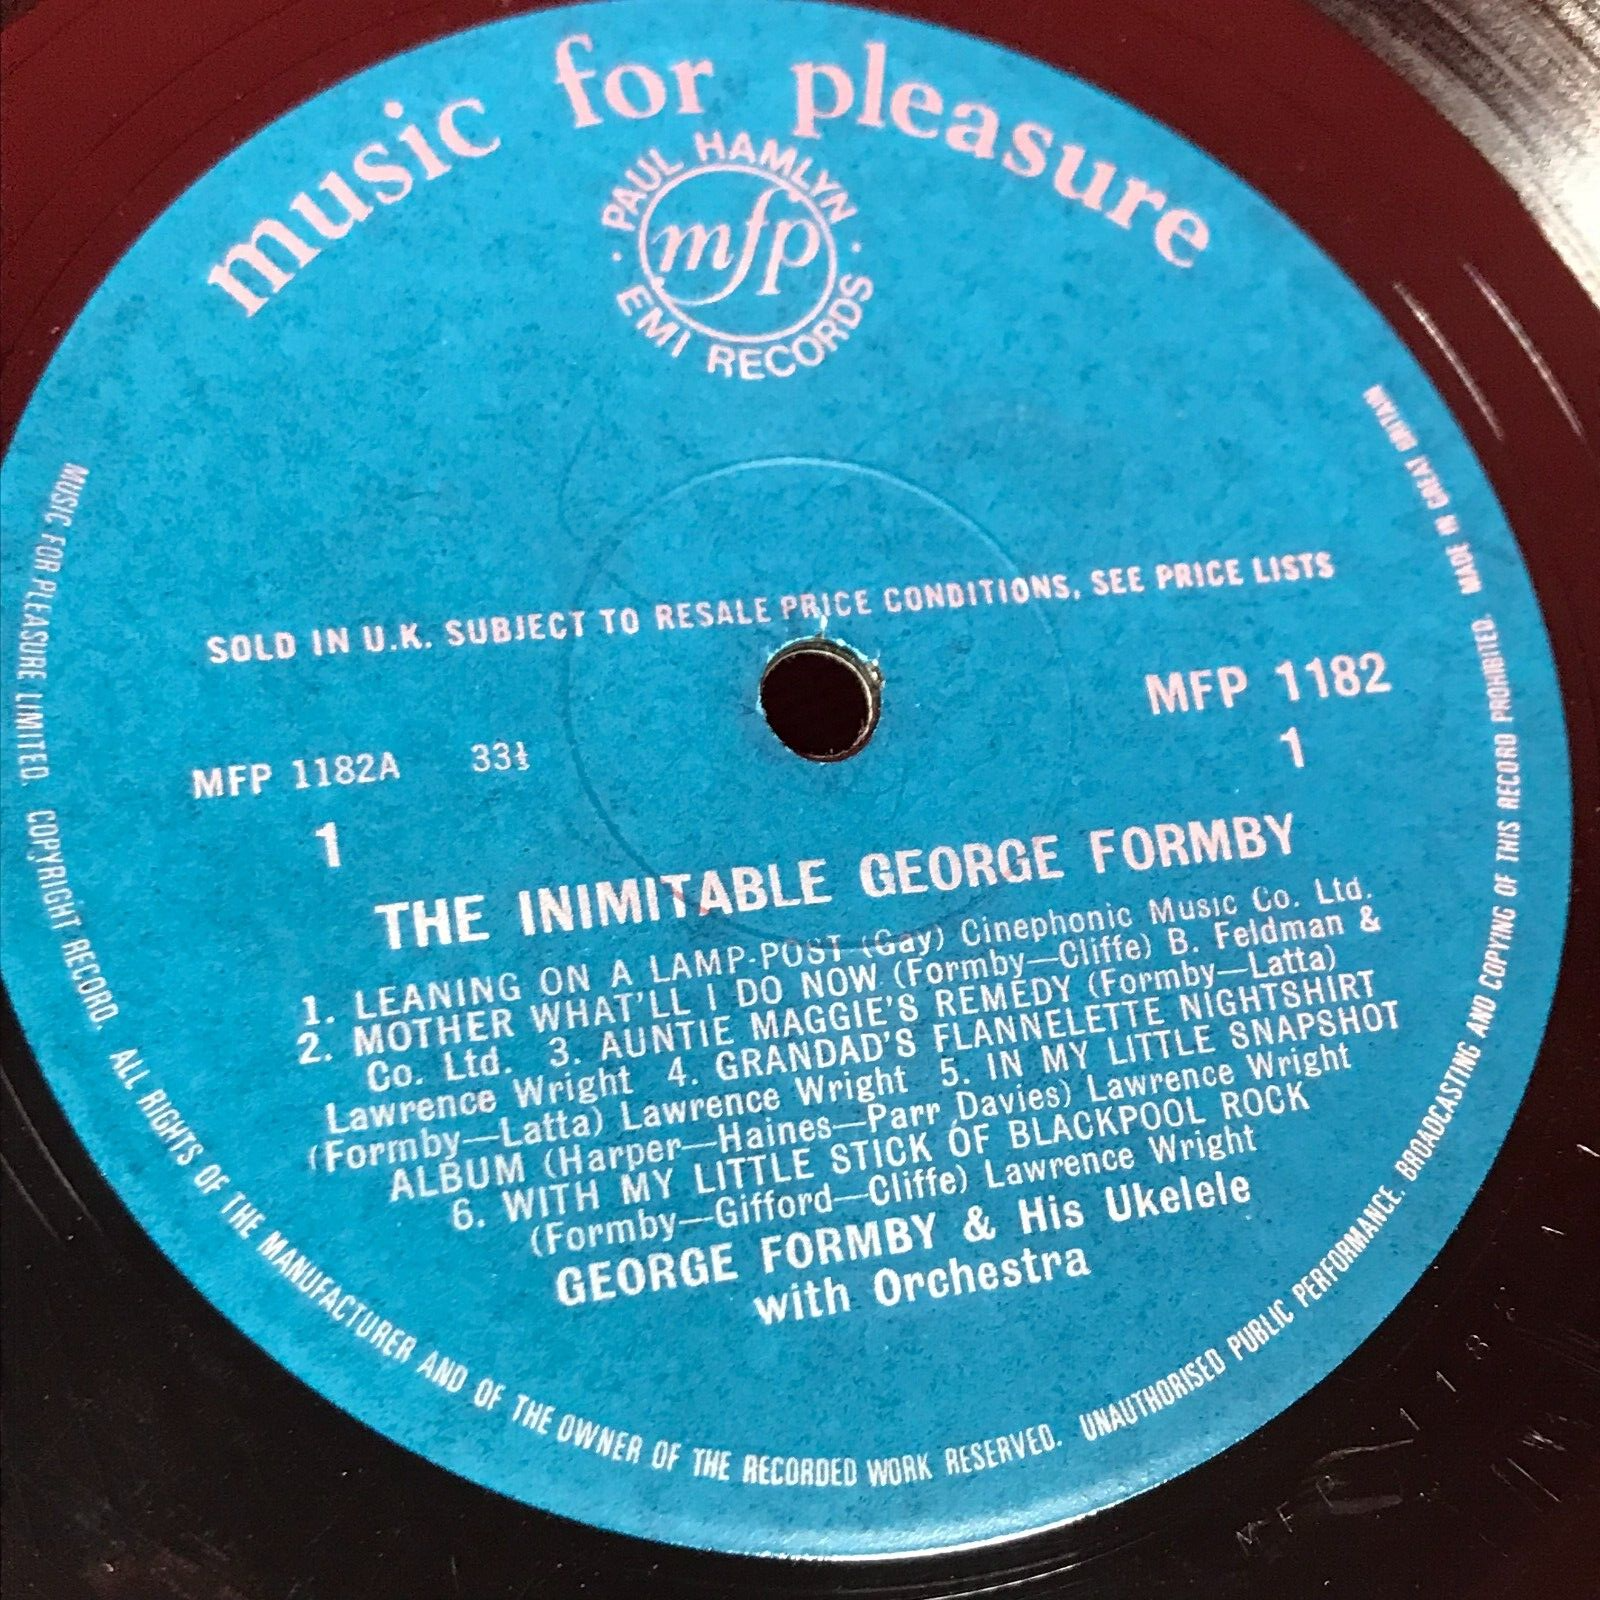 music for pleasure
PAUL HAMLYN
mfp
EMI RECORDS
SOLD IN U.K. SUBJECT TO RESALE PRICE CONDITIONS, SEE PRICE LISTS
MFP 1182
1
MFP 1182A 33⅓
1
THE INIMITABLE GEORGE FORMBY
1. LEANING ON A LAMP-POST (Gay) Cinephonic Music Co. Ltd.
2. MOTHER WHAT'LL I DO NOW (Formby—Cliffe) B. Feldman &
Co. Ltd. 3. AUNTIE MAGGIE'S REMEDY (Formby—Latta)
Lawrence Wright 4. GRANDAD'S FLANNELETTE NIGHTSHIRT
(Formby—Latta) Lawrence Wright 5. IN MY LITTLE SNAPSHOT
ALBUM (Harper—Haines—Parr Davies) Lawrence Wright
6. WITH MY LITTLE STICK OF BLACKPOOL ROCK
(Formby—Gifford—Cliffe) Lawrence Wright
GEORGE FORMBY & His Ukelele
with Orchestra
MUSIC FOR PLEASURE LIMITED. COPYRIGHT RECORD. ALL RIGHTS OF THE MANUFACTURER AND OF THE OWNER OF THE RECORDED WORK RESERVED. UNAUTHORISED PUBLIC PERFORMANCE. BROADCASTING AND COPYING OF THIS RECORD PROHIBITED. MADE IN GREAT BRITAIN